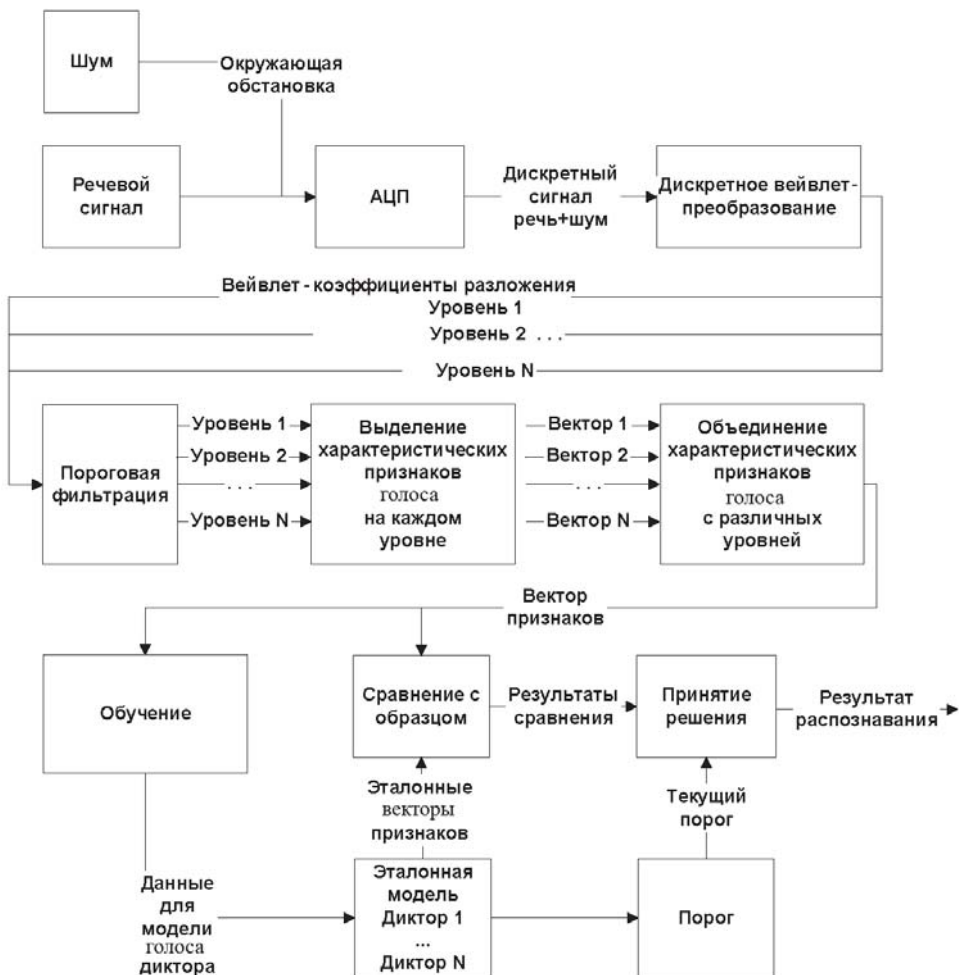 Шум
Окружающая
обстановка
Речевой
сигнал
АЦП
Дискретный
сигнал
речь+шум
Дискретное вейвлет-
преобразование
Вейвлет - коэффициенты разложения
Уровень 1
Уровень 2 . . .
Уровень N
Пороговая
фильтрация
Уровень 1
Уровень 2
. . .
Уровень N
Выделение
характеристических
признаков
голоса
на каждом
уровне
Вектор 1
Вектор 2
. . .
Вектор N
Объединение
характеристических
признаков
голоса
с различных
уровней
Вектор
признаков
Обучение
Сравнение с
образцом
Результаты
сравнения
Принятие
решения
Результат
распознавания
Эталонные
векторы
признаков
Текущий
порог
Данные
для
модели
голоса
диктора
Эталонная
модель
Диктор 1
...
Диктор N
Порог